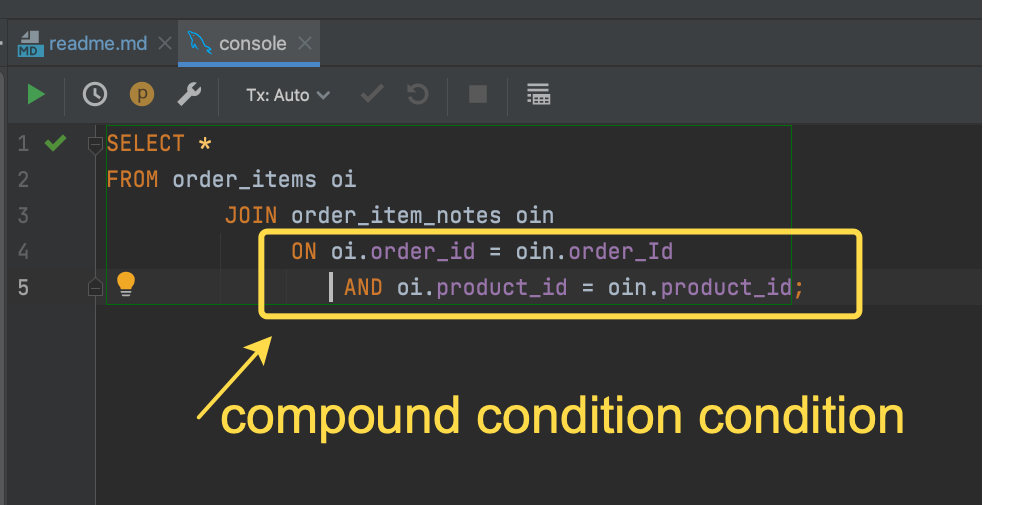 MD readme.md console
p Tx: Auto
1 SELECT *
2 FROM order_items oi
3 JOIN order_item_notes oin
4 ON oi.order_id = oin.order_Id
5 AND oi.product_id = oin.product_id;
compound condition condition